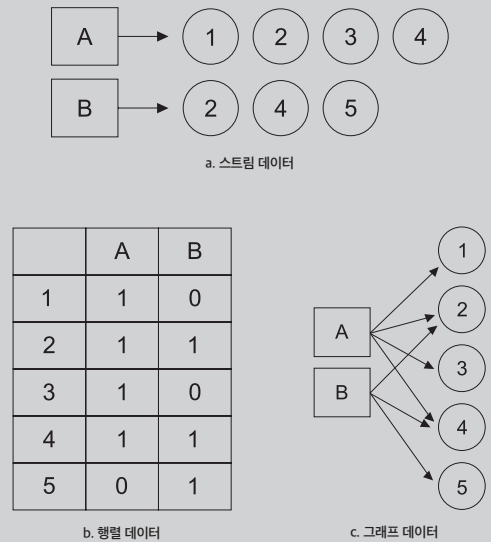 A 1 2 3 4
B 2 4 5
a. 스트림 데이터
A B
1 1 0
2 1 1
3 1 0
4 1 1
5 0 1
b. 행렬 데이터
A
B
1
2
3
4
5
c. 그래프 데이터